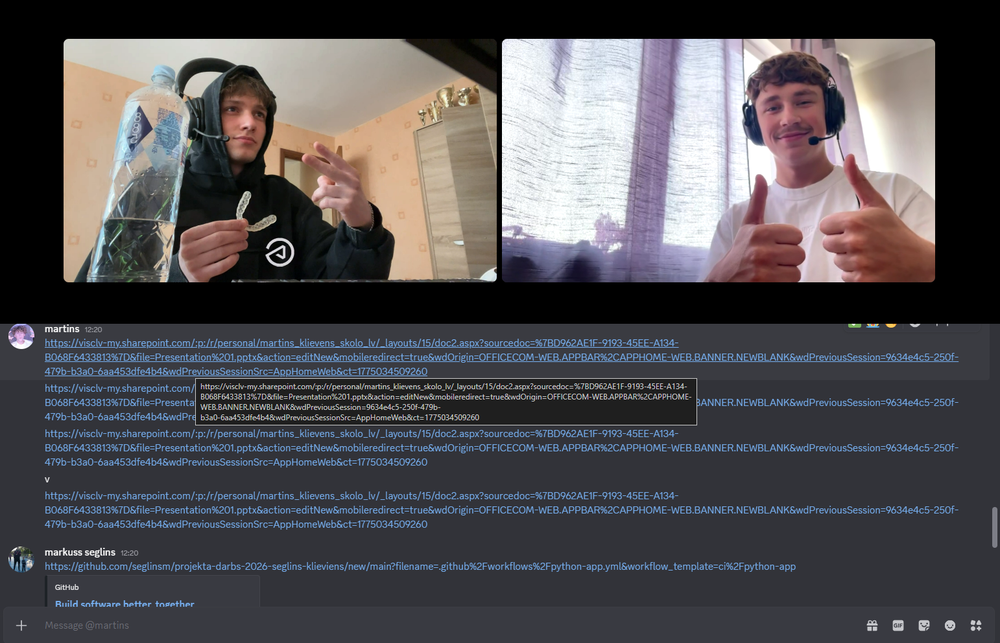 martins 12:20
https://visclv-my.sharepoint.com/:p:/r/personal/martins_klievens_skolo_lv/_layouts/15/doc2.aspx?sourcedoc=%7BD962AE1F-9193-45EE-A134-
B068F6433813%7D&file=Presentation%201.pptx&action=editNew&mobileredirect=true&wdOrigin=OFFICECOM-WEB.APPBAR%2CAPPHOME-WEB.BANNER.NEWBLANK&wdPreviousSession=9634e4c5-250f-
479b-b3a0-6aa453dfe4b4&wdPreviousSessionSrc=AppHomeWeb&ct=1775034509260
https://visclv-my.sharepoint.com/:p:/r/personal/martins_klievens_skolo_lv/_layouts/15/doc2.aspx?sourcedoc=%7BD962AE1F-9193-45EE-A134-
B068F6433813%7D&file=Presentation%201.pptx&action=editNew&mobileredirect=true&wdOrigin=OFFICECOM-WEB.APPBAR%2CAPPHOME-
WEB.BANNER.NEWBLANK&wdPreviousSession=9634e4c5-250f-479b-
b3a0-6aa453dfe4b4&wdPreviousSessionSrc=AppHomeWeb&ct=1775034509260
https://visclv-my.sharepoint.com/
B068F6433813%7D&file=Presenta ANNER.NEWBLANK&wdPreviousSession=9634e4c5-250f-
479b-b3a0-6aa453dfe4b4&wdPre
https://visclv-my.sharepoint.com/:p:/r/personal/martins_klievens_skolo_lv/_layouts/15/doc2.aspx?sourcedoc=%7BD962AE1F-9193-45EE-A134-
B068F6433813%7D&file=Presentation%201.pptx&action=editNew&mobileredirect=true&wdOrigin=OFFICECOM-WEB.APPBAR%2CAPPHOME-WEB.BANNER.NEWBLANK&wdPreviousSession=9634e4c5-250f-
479b-b3a0-6aa453dfe4b4&wdPreviousSessionSrc=AppHomeWeb&ct=1775034509260
v
https://visclv-my.sharepoint.com/:p:/r/personal/martins_klievens_skolo_lv/_layouts/15/doc2.aspx?sourcedoc=%7BD962AE1F-9193-45EE-A134-
B068F6433813%7D&file=Presentation%201.pptx&action=editNew&mobileredirect=true&wdOrigin=OFFICECOM-WEB.APPBAR%2CAPPHOME-WEB.BANNER.NEWBLANK&wdPreviousSession=9634e4c5-250f-
479b-b3a0-6aa453dfe4b4&wdPreviousSessionSrc=AppHomeWeb&ct=1775034509260
markuss seglins 12:20
https://github.com/seglinsm/projekta-darbs-2026-seglins-klieviens/new/main?filename=.github%2Fworkflows%2Fpython-app.yml&workflow_template=ci%2Fpython-app
GitHub
Build software better, together
Message @martins
GIF